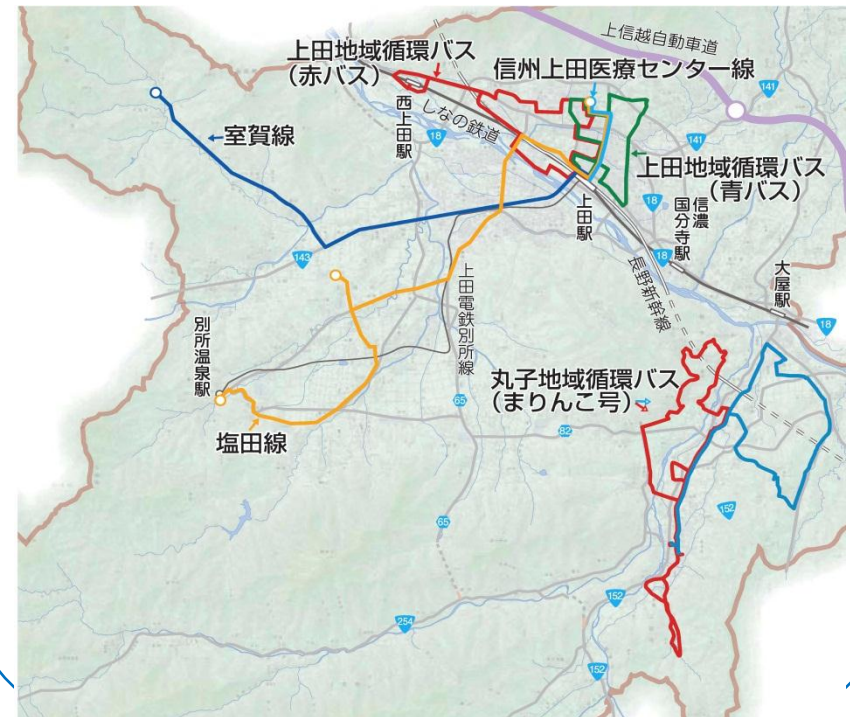 上信越自動車道
上田地域循環バス
(赤バス)
信州上田医療センター線
141
しなの鉄道
西上田駅
18
141
室賀線
上田地域循環バス
(青バス)
18
信濃
国分寺駅
上田駅
143
18
大屋駅
長野新幹線
上田電鉄別所線
18
別所温泉駅
丸子地域循環バス
(まりんこ号)
65
82
塩田線
152
65
152
254
152